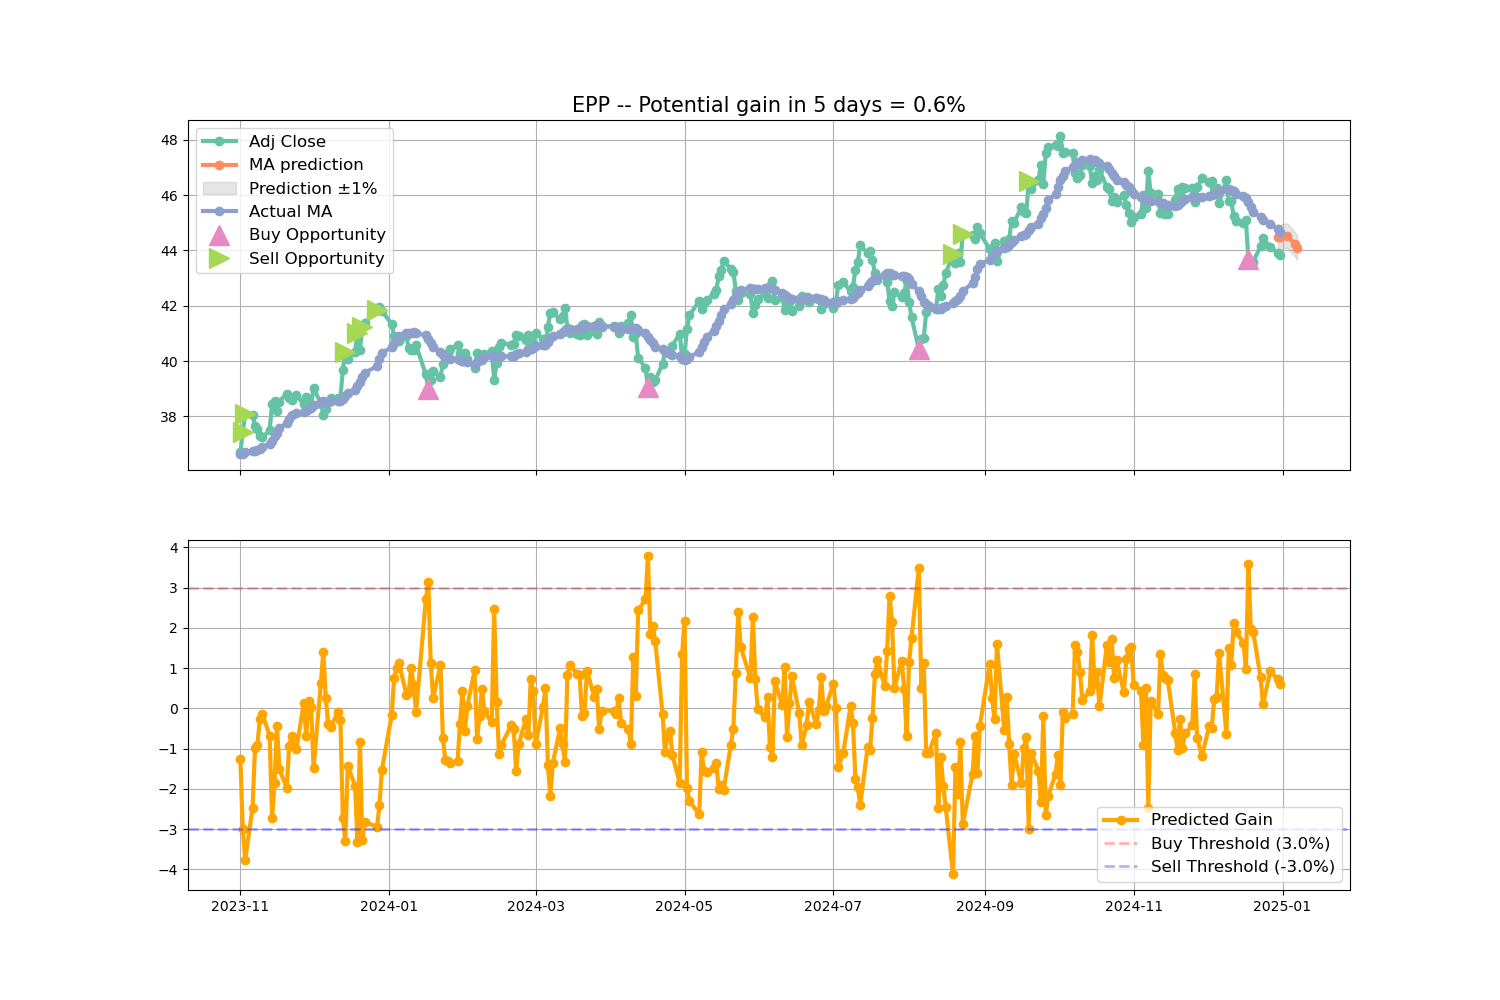 EPP -- Potential gain in 5 days = 0.6%
48
46
44
42
40
38
Adj Close
MA prediction
Prediction ±1%
Actual MA
Buy Opportunity
Sell Opportunity
4
3
2
1
0
−1
−2
−3
−4
Predicted Gain
Buy Threshold (3.0%)
Sell Threshold (-3.0%)
2023-11
2024-01
2024-03
2024-05
2024-07
2024-09
2024-11
2025-01